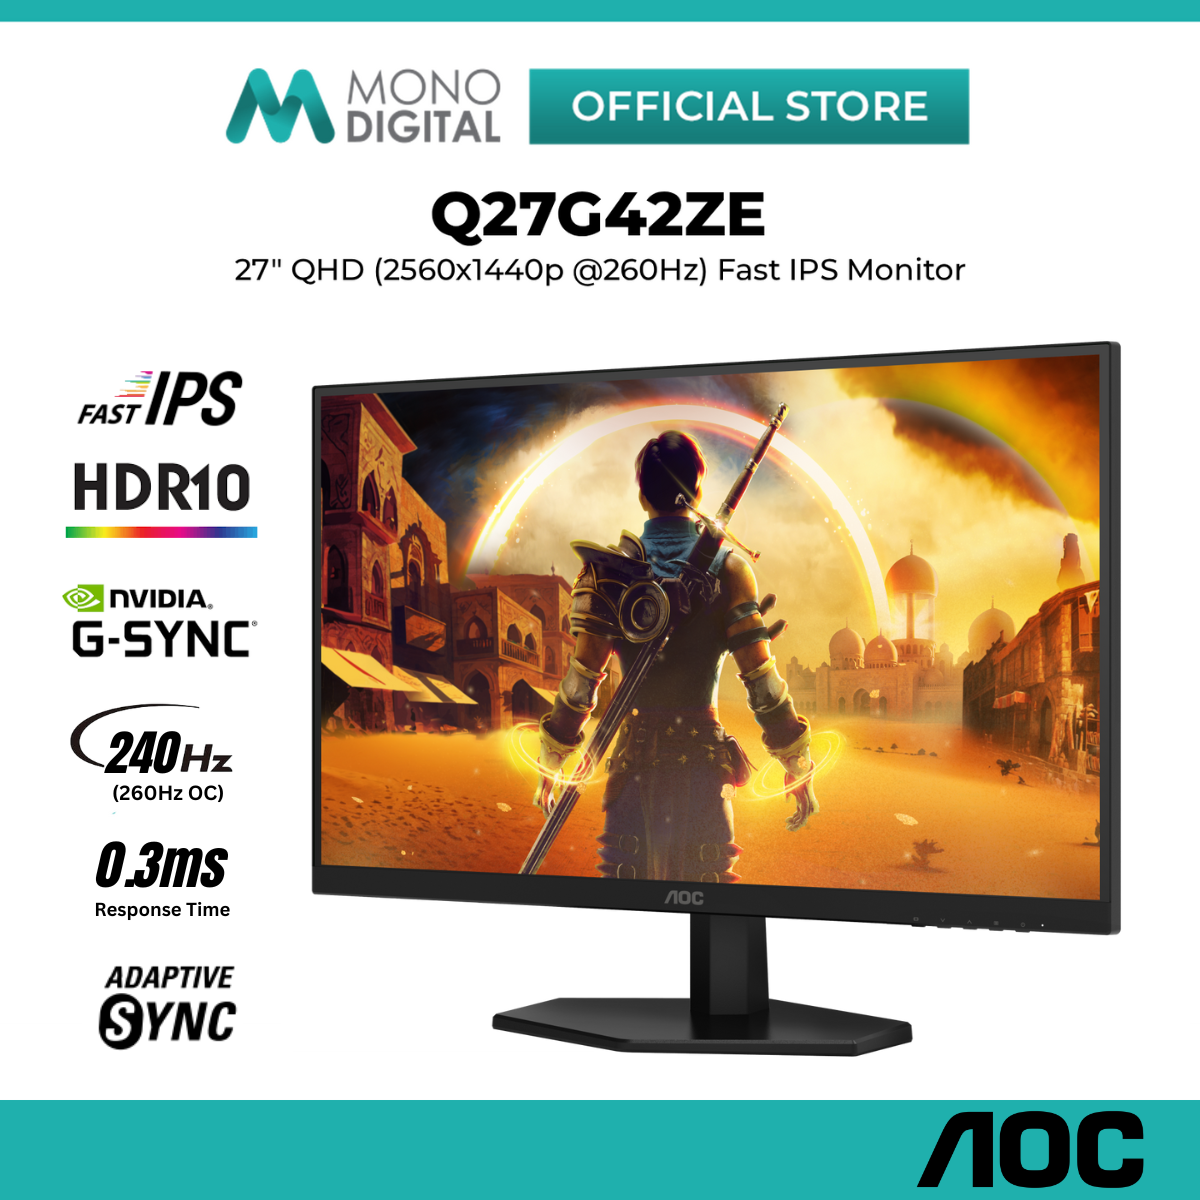 MONO
DIGITAL
OFFICIAL STORE
Q27G42ZE
27" QHD (2560x1440p @260Hz) Fast IPS Monitor
FAST IPS
HDR10
NVIDIA.
G-SYNC®
240Hz
(260Hz OC)
0.3ms
Response Time
ADAPTIVE
SYNC
AOC
AOC